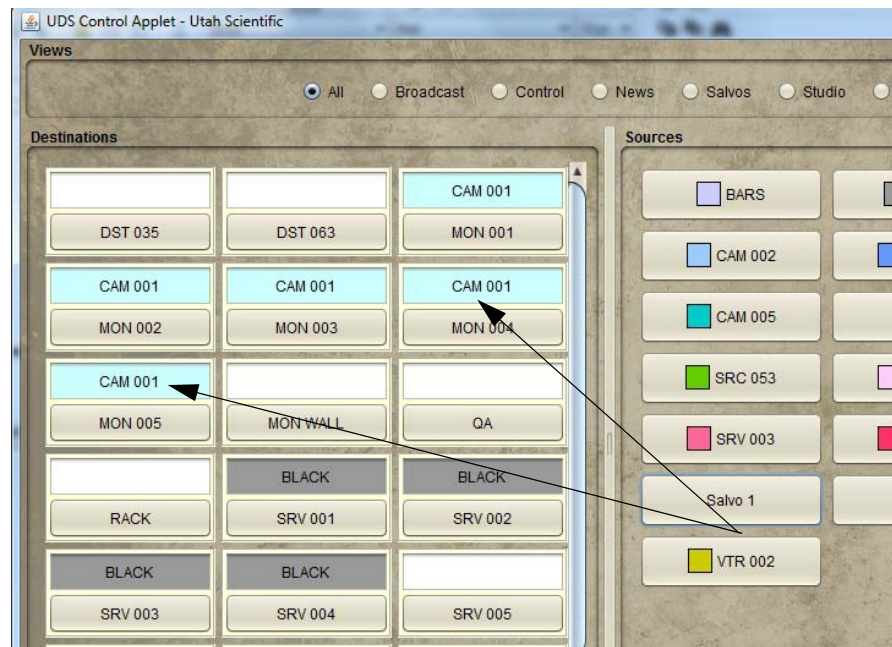 UDS Control Applet - Utah Scientific
Views
All Broadcast Control News Salvos Studio
Destinations
Sources
CAM 001
DST 035 DST 063 MON 001
CAM 001 CAM 001 CAM 001
MON 002 MON 003 MON 004
CAM 001
MON 005 MON WALL QA
BLACK BLACK
RACK SRV 001 SRV 002
BLACK BLACK
SRV 003 SRV 004 SRV 005
BARS
CAM 002
CAM 005
SRC 053
SRV 003
Salvo 1
VTR 002